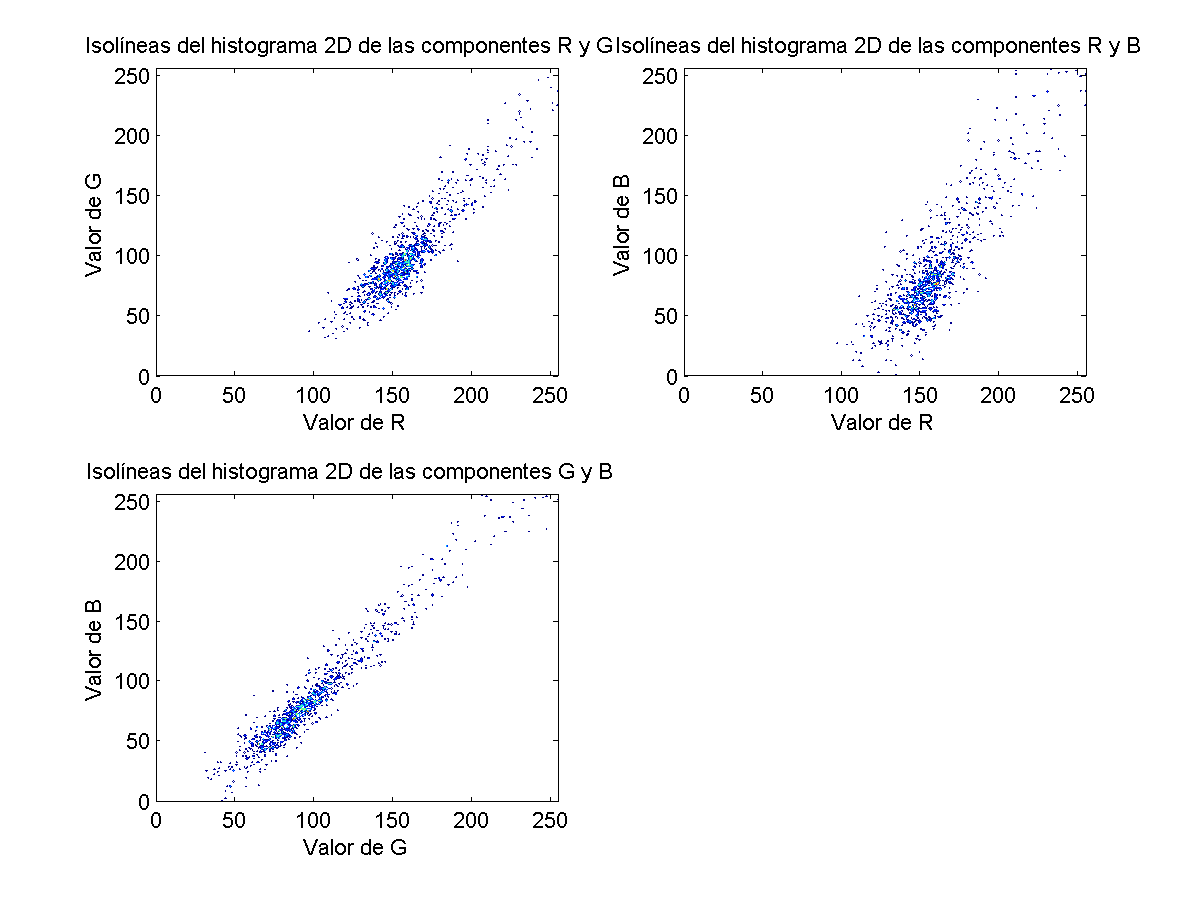 Isolíneas del histograma 2D de las componentes R y G
250
200
150
100
50
0
Valor de G
0 50 100 150 200 250
Valor de R
Isolíneas del histograma 2D de las componentes R y B
250
200
150
100
50
0
Valor de B
0 50 100 150 200 250
Valor de R
Isolíneas del histograma 2D de las componentes G y B
250
200
150
100
50
0
Valor de B
0 50 100 150 200 250
Valor de G